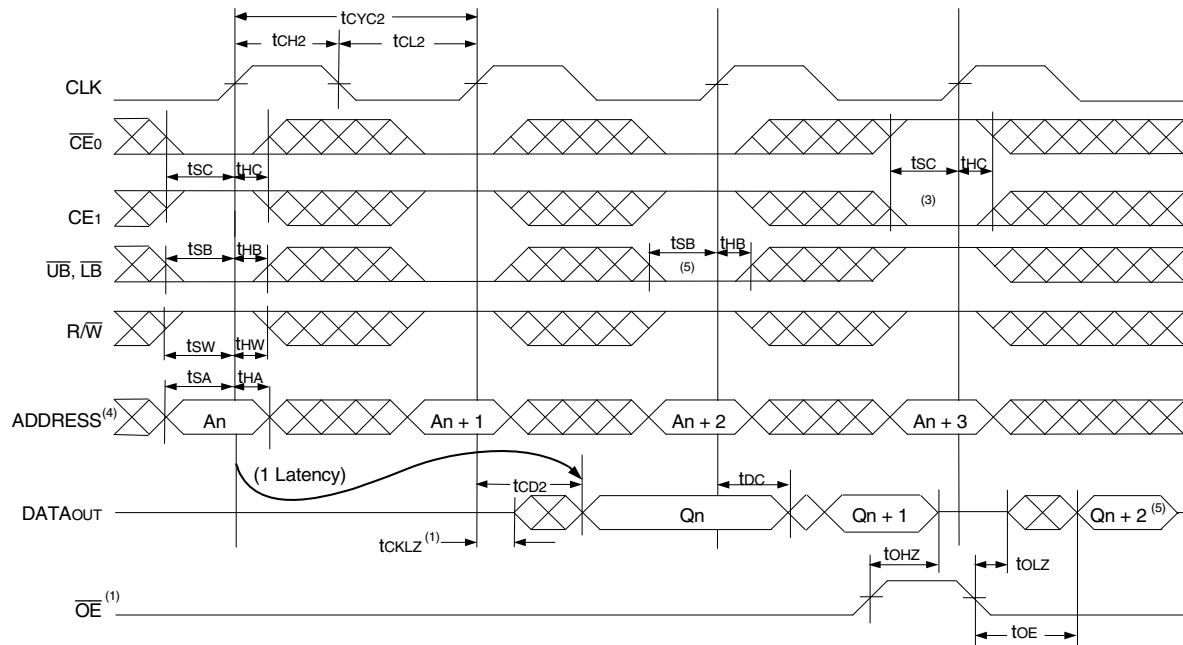 tCYC2
tCH2
tCL2
CLK
CE0
tSC
tHC
tSC
tHC
CE1
(3)
tSB
tHB
tSB
tHB
UB, LB
(5)
R/W
tSW
tHW
tSA
tHA
ADDRESS(4)
An
An + 1
An + 2
An + 3
(1 Latency)
tCD2
tDC
DATAOUT
Qn
Qn + 1
Qn + 2 (5)
tCKLZ(1)
tOHZ
tOLZ
OE(1)
tOE